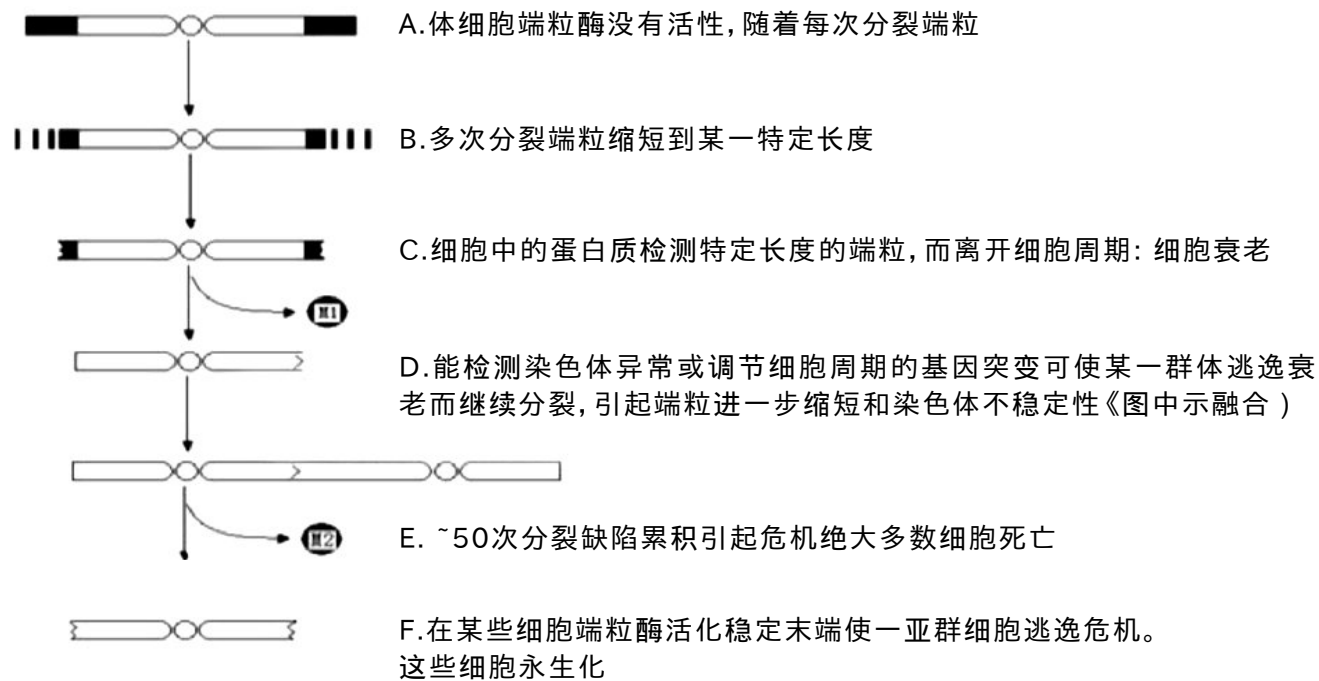 A.体细胞端粒酶没有活性,随着每次分裂端粒
B.多次分裂端粒缩短到某一特定长度
C.细胞中的蛋白质检测特定长度的端粒,而离开细胞周期: 细胞衰老
M1
D.能检测染色体异常或调节细胞周期的基因突变可使某一群体逃逸衰
老而继续分裂,引起端粒进一步缩短和染色体不稳定性《图中示融合 )
E. ~50次分裂缺陷累积引起危机绝大多数细胞死亡
M2
F.在某些细胞端粒酶活化稳定末端使一亚群细胞逃逸危机。
这些细胞永生化